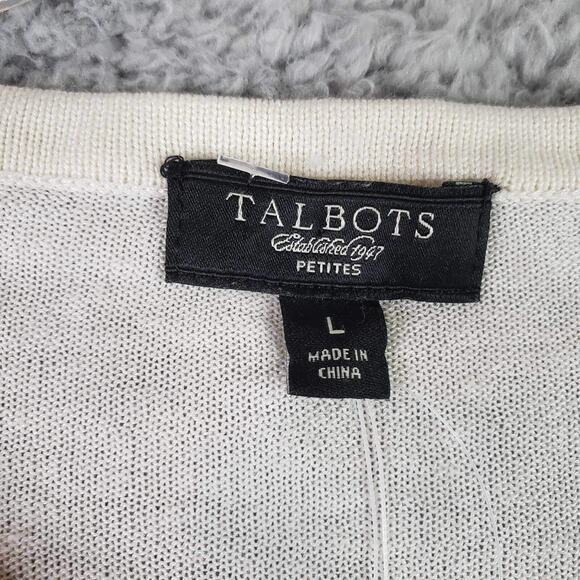 TALBOTS
Established 1947
PETITES
L
MADE IN
CHINA